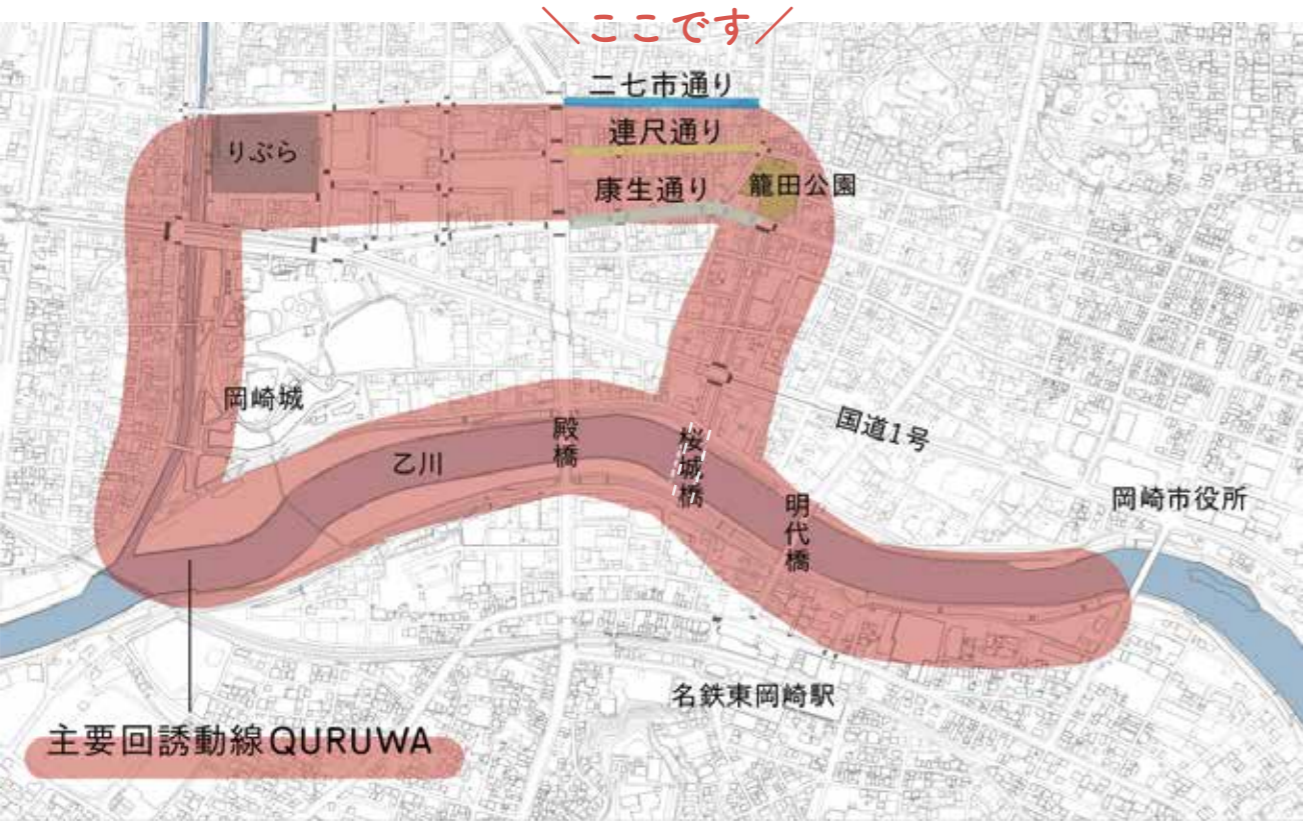 ここです
二七市通り
連尺通り
りぶら
康生通り
籠田公園
岡崎城
国道1号
殿橋
桜城橋
乙川
明代橋
岡崎市役所
名鉄東岡崎駅
主要回誘動線QURUWA